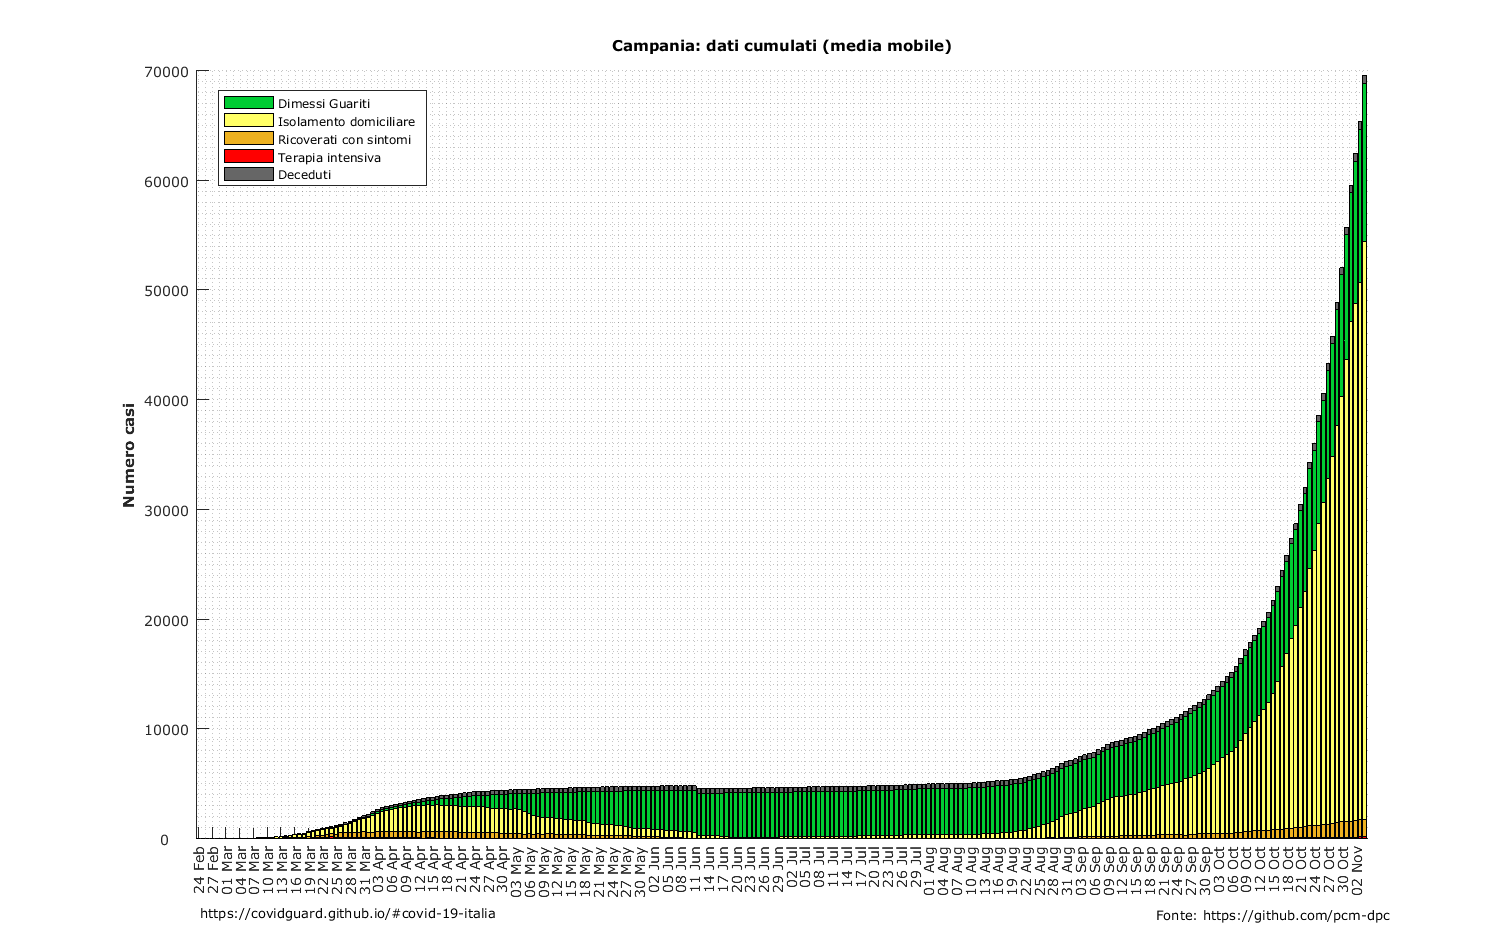 Campania: dati cumulati (media mobile)
70000
60000
50000
40000
30000
20000
10000
0
Numero casi
Dimessi Guariti
Isolamento domiciliare
Ricoverati con sintomi
Terapia intensiva
Deceduti
24 Feb
27 Feb
01 Mar
04 Mar
07 Mar
10 Mar
13 Mar
16 Mar
19 Mar
22 Mar
25 Mar
28 Mar
31 Mar
03 Apr
06 Apr
09 Apr
12 Apr
15 Apr
18 Apr
21 Apr
24 Apr
27 Apr
30 Apr
03 May
06 May
09 May
12 May
15 May
18 May
21 May
24 May
27 May
30 May
02 Jun
05 Jun
08 Jun
11 Jun
14 Jun
17 Jun
20 Jun
23 Jun
26 Jun
29 Jun
02 Jul
05 Jul
08 Jul
11 Jul
14 Jul
17 Jul
20 Jul
23 Jul
26 Jul
29 Jul
01 Aug
04 Aug
07 Aug
10 Aug
13 Aug
16 Aug
19 Aug
22 Aug
25 Aug
28 Aug
31 Aug
03 Sep
06 Sep
09 Sep
12 Sep
15 Sep
18 Sep
21 Sep
24 Sep
27 Sep
30 Sep
03 Oct
06 Oct
09 Oct
12 Oct
15 Oct
18 Oct
21 Oct
24 Oct
27 Oct
30 Oct
02 Nov
https://covidguard.github.io/#covid-19-italia
Fonte: https://github.com/pcm-dpc